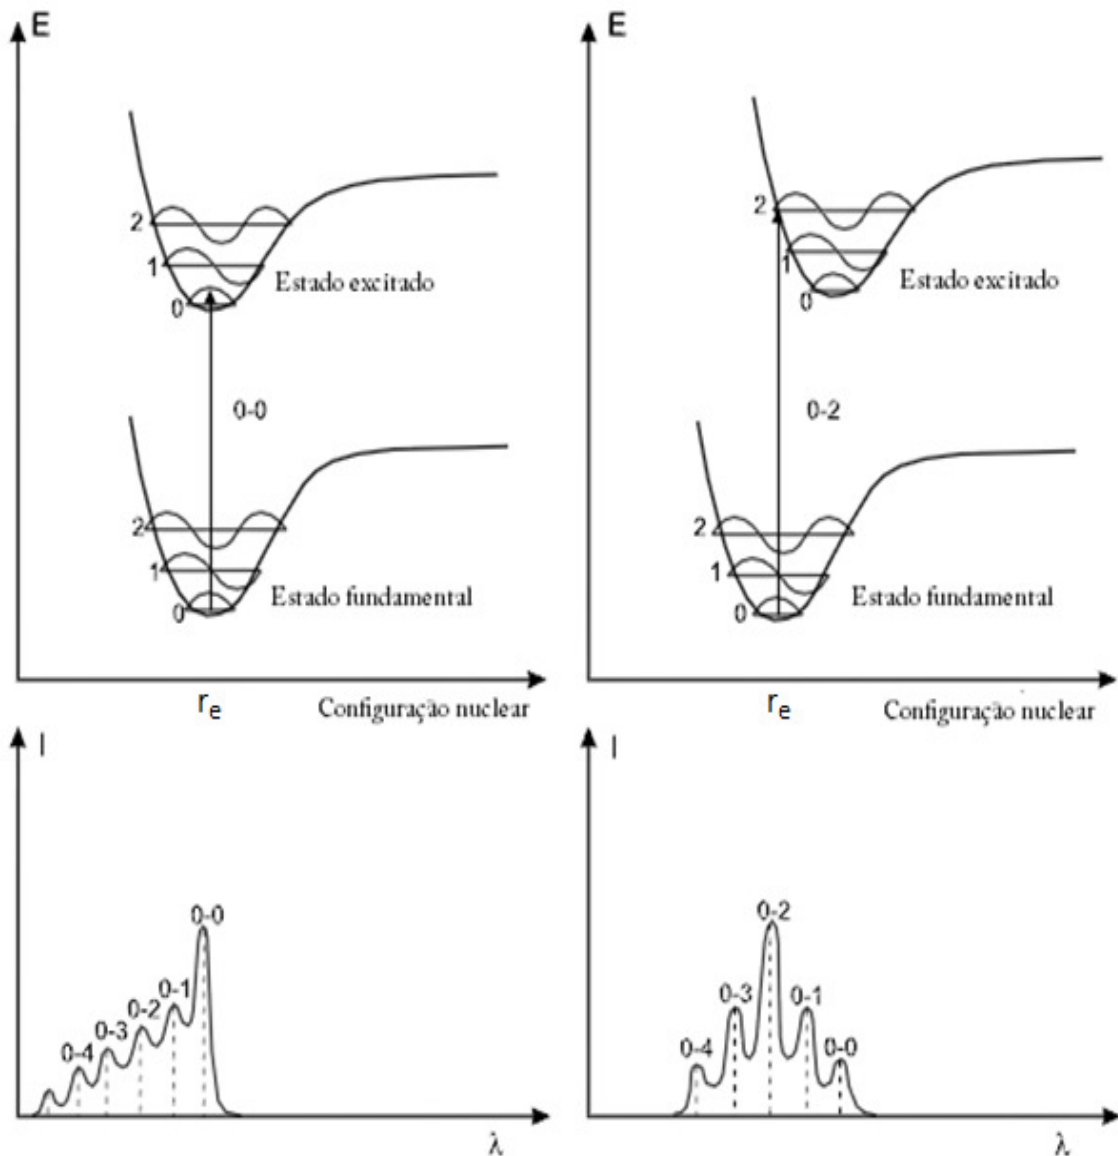 E
2
1
0
Estado excitado
0-0
2
1
0
Estado fundamental
re
Configuração nuclear
E
2
1
0
Estado excitado
0-2
2
1
0
Estado fundamental
re
Configuração nuclear
I
0-0
0-1
0-2
0-3
0-4
λ
I
0-2
0-3
0-1
0-4
0-0
λ